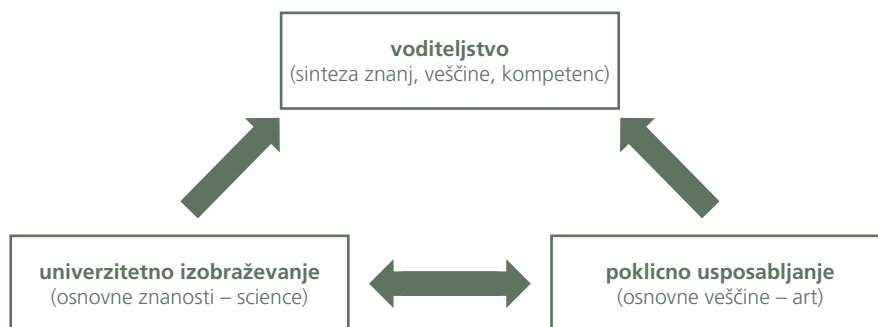 voditeljstvo
(sinteza znanj, veščine, kompetenc)
univerzitetno izobraževanje
(osnovne znanosti – science)
poklicno usposabljanje
(osnovne veščine – art)